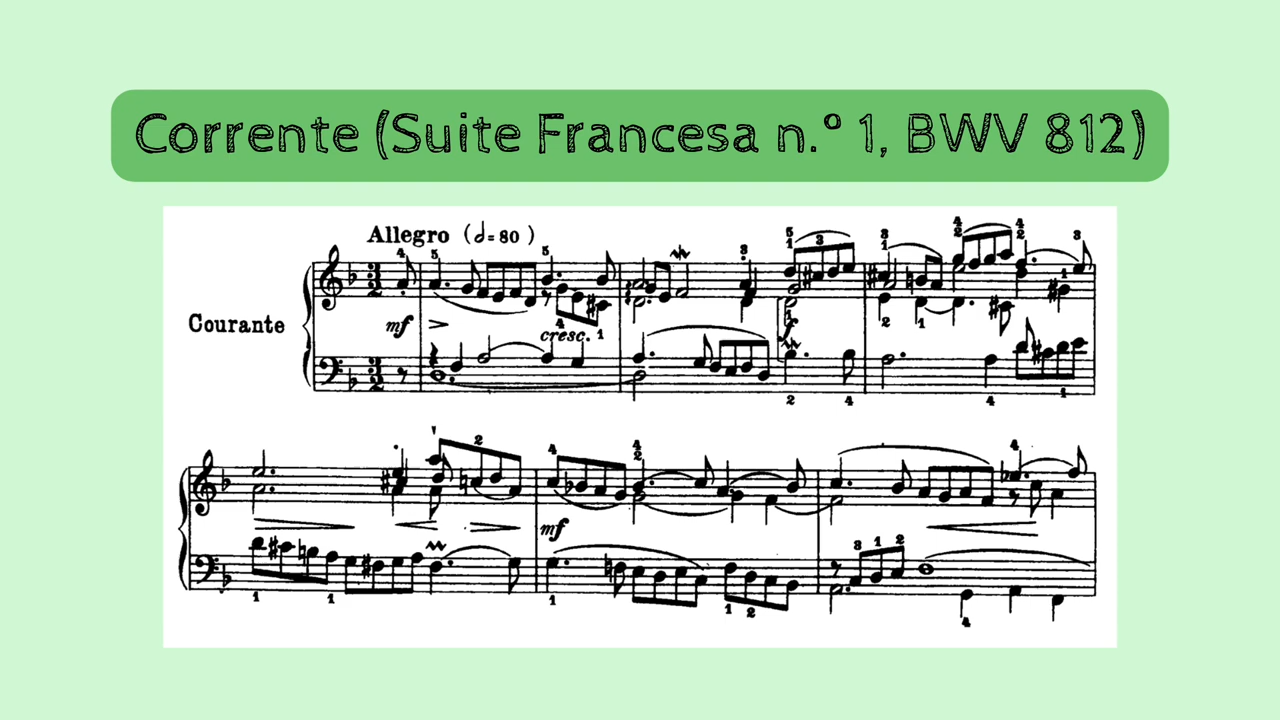 Corrente (Suite Francesa n.º 1, BWV 812)
Allegro (𝅗𝅥= 80 )
Courante
mf
cresc.
f
mf